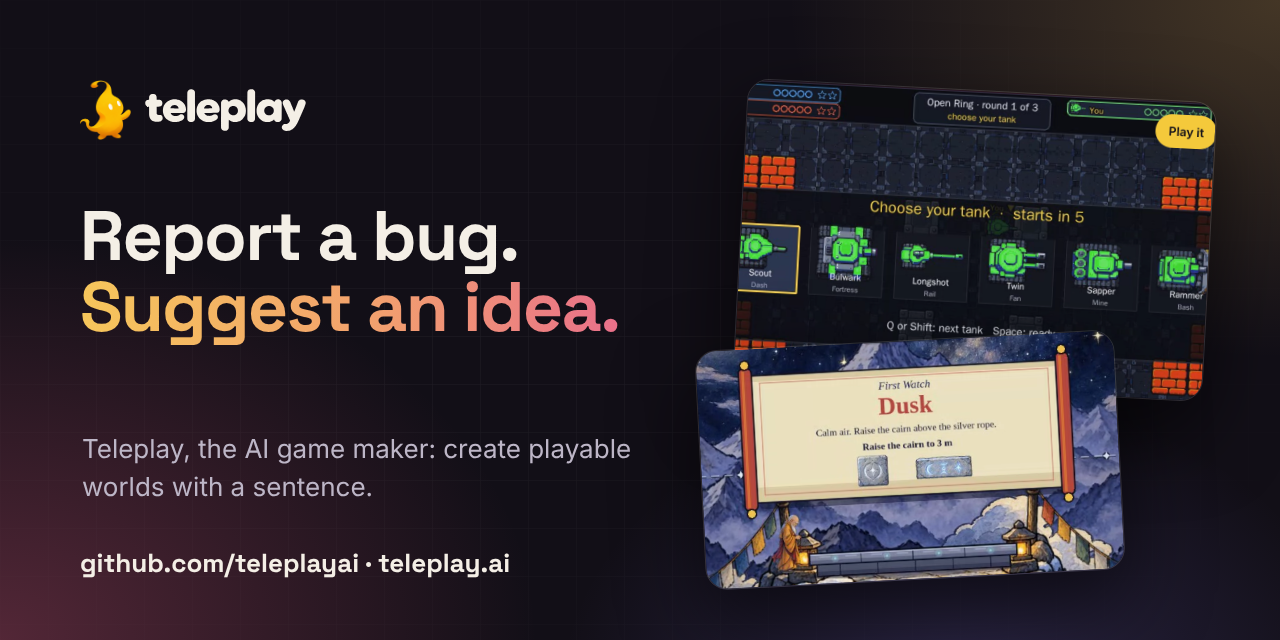 teleplay
Report a bug.
Suggest an idea.
Teleplay, the AI game maker: create playable
worlds with a sentence.
github.com/teleplayai · teleplay.ai
Open Ring · round 1 of 3
choose your tank
You
Play it
Choose your tank · starts in 5
Scout
Dash
Bulwark
Fortress
Longshot
Rail
Twin
Fan
Sapper
Mine
Rammer
Bash
Q or Shift: next tank Space: ready
First Watch
Dusk
Calm air. Raise the cairn above the silver rope.
Raise the cairn to 3 m